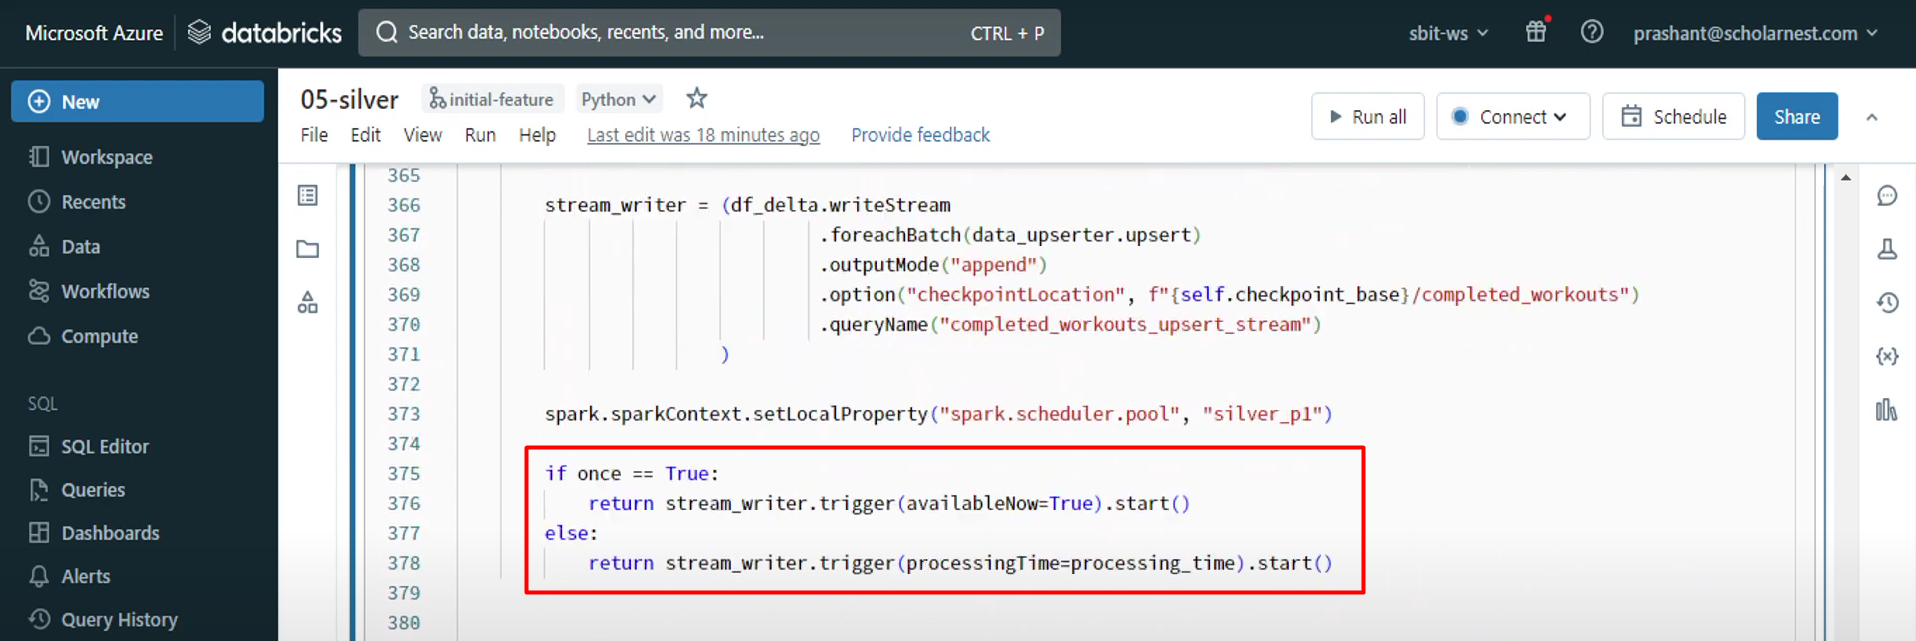 Microsoft Azure databricks Search data, notebooks, recents, and more... CTRL + P sbit-ws prashant@scholarnest.com
New
Workspace
Recents
Data
Workflows
Compute
SQL
SQL Editor
Queries
Dashboards
Alerts
Query History
05-silver initial-feature Python
File Edit View Run Help Last edit was 18 minutes ago Provide feedback
Run all Connect Schedule Share
365
366 stream_writer = (df_delta.writeStream
367 .foreachBatch(data_upserter.upsert)
368 .outputMode("append")
369 .option("checkpointLocation", f"{self.checkpoint_base}/completed_workouts")
370 .queryName("completed_workouts_upsert_stream")
371 )
372
373 spark.sparkContext.setLocalProperty("spark.scheduler.pool", "silver_p1")
374
375 if once == True:
376 return stream_writer.trigger(availableNow=True).start()
377 else:
378 return stream_writer.trigger(processingTime=processing_time).start()
379
380